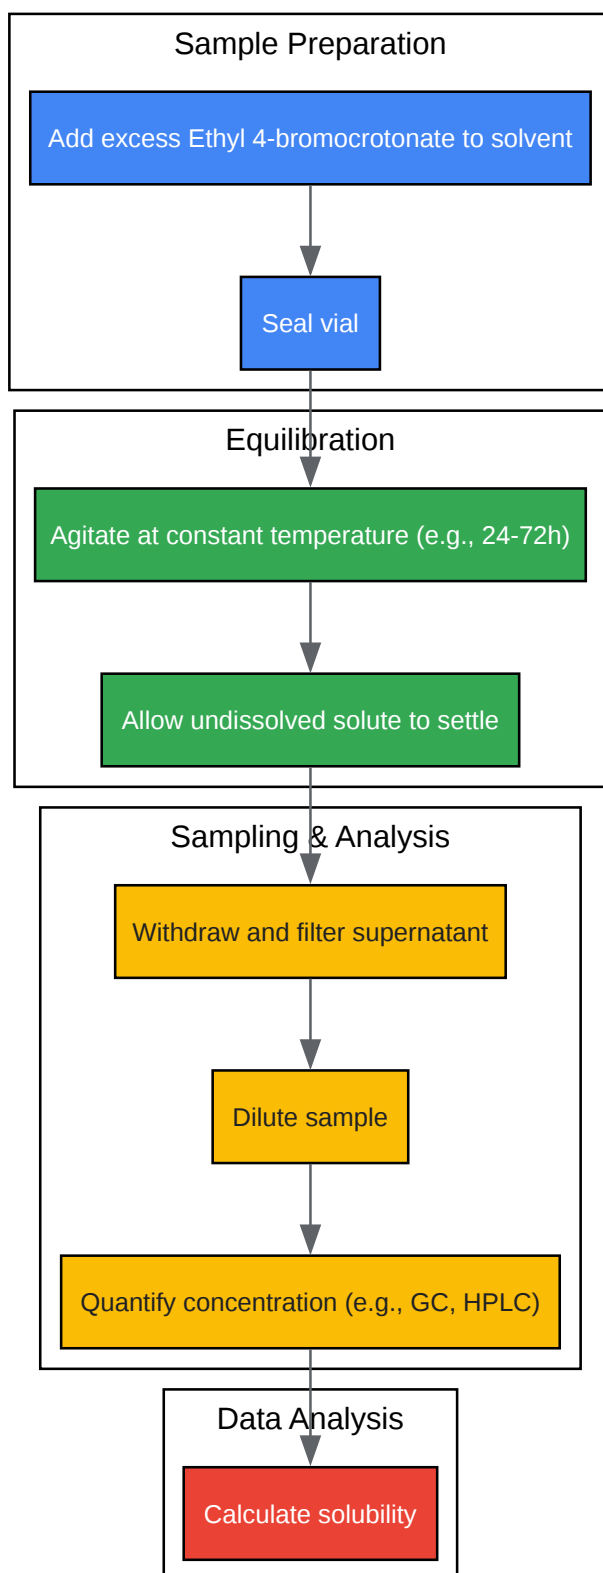 Sample Preparation
Add excess Ethyl 4-bromocrotonate to solvent
Seal vial
Equilibration
Agitate at constant temperature (e.g., 24-72h)
Allow undissolved solute to settle
Sampling & Analysis
Withdraw and filter supernatant
Dilute sample
Quantify concentration (e.g., GC, HPLC)
Data Analysis
Calculate solubility